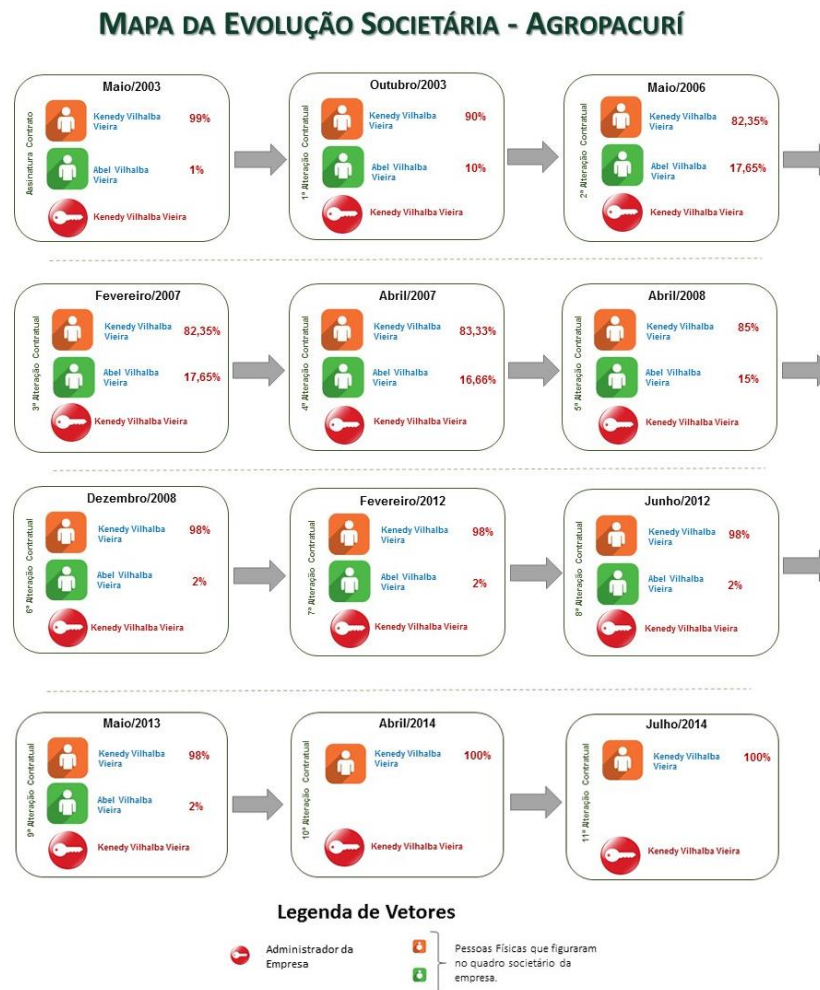 MAPA DA EVOLUÇÃO SOCIETÁRIA - AGROPACURÍ
Maio/2003
Assinatura Contrato
Kenedy Vilhalba
Vieira
99%
Abel Vilhalba
Vieira
1%
Kenedy Vilhalba Vieira
Outubro/2003
1ª Alteração Contratual
Kenedy Vilhalba
Vieira
90%
Abel Vilhalba
Vieira
10%
Kenedy Vilhalba Vieira
Maio/2006
2ª Alteração Contratual
Kenedy Vilhalba
Vieira
82,35%
Abel Vilhalba
Vieira
17,65%
Kenedy Vilhalba Vieira
Fevereiro/2007
3ª Alteração Contratual
Kenedy Vilhalba
Vieira
82,35%
Abel Vilhalba
Vieira
17,65%
Kenedy Vilhalba Vieira
Abril/2007
4ª Alteração Contratual
Kenedy Vilhalba
Vieira
83,33%
Abel Vilhalba
Vieira
16,66%
Kenedy Vilhalba Vieira
Abril/2008
5ª Alteração Contratual
Kenedy Vilhalba
Vieira
85%
Abel Vilhalba
Vieira
15%
Kenedy Vilhalba Vieira
Dezembro/2008
6ª Alteração Contratual
Kenedy Vilhalba
Vieira
98%
Abel Vilhalba
Vieira
2%
Kenedy Vilhalba Vieira
Fevereiro/2012
7ª Alteração Contratual
Kenedy Vilhalba
Vieira
98%
Abel Vilhalba
Vieira
2%
Kenedy Vilhalba Vieira
Junho/2012
8ª Alteração Contratual
Kenedy Vilhalba
Vieira
98%
Abel Vilhalba
Vieira
2%
Kenedy Vilhalba Vieira
Maio/2013
9ª Alteração Contratual
Kenedy Vilhalba
Vieira
98%
Abel Vilhalba
Vieira
2%
Kenedy Vilhalba Vieira
Abril/2014
10ª Alteração Contratual
Kenedy Vilhalba
Vieira
100%
Kenedy Vilhalba Vieira
Julho/2014
11ª Alteração Contratual
Kenedy Vilhalba
Vieira
100%
Kenedy Vilhalba Vieira
Legenda de Vetores
Administrador da
Empresa
Pessoas Físicas que figuraram
no quadro societário da
empresa.